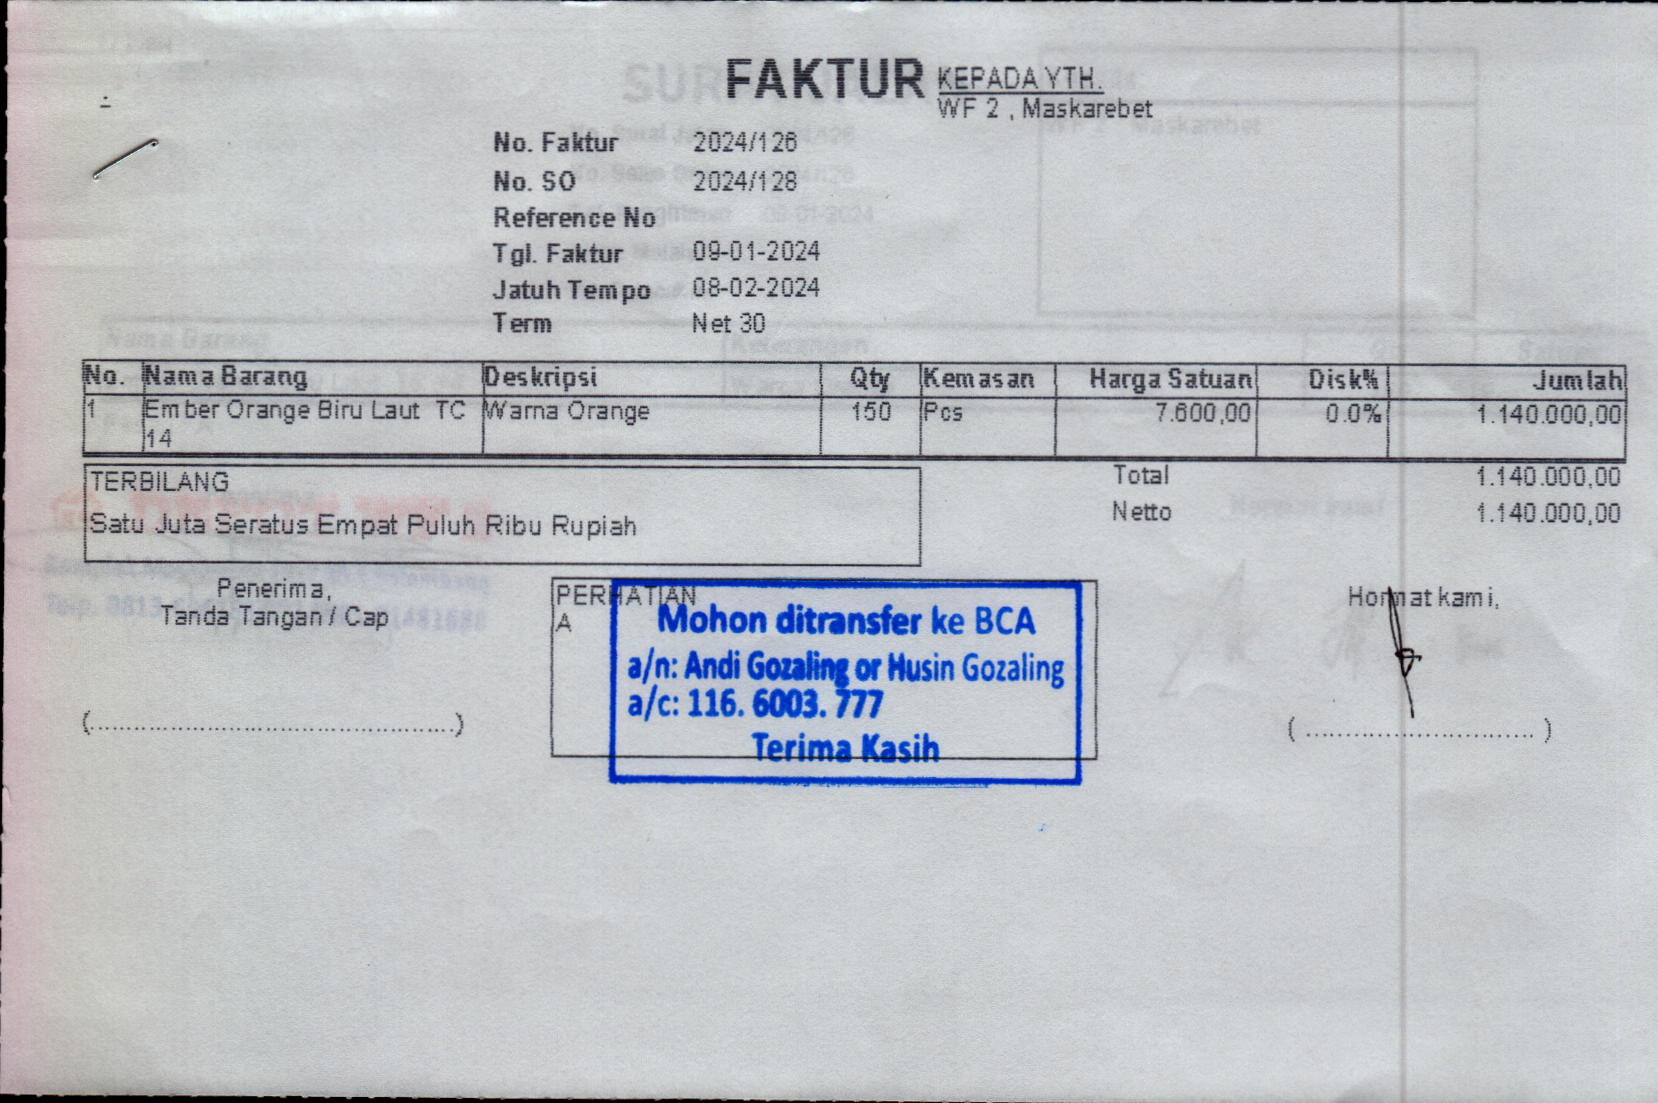 FAKTUR
KEPADA YTH.
WF 2 , Maskarebet
No. Faktur 2024/126
No. SO 2024/128
Reference No
Tgl. Faktur 09-01-2024
Jatuh Tempo 08-02-2024
Term Net 30
No. Nama Barang Deskripsi Qty Kemasan Harga Satuan Disk% Jumlah
1 Ember Orange Biru Laut TC Warna Orange 150 Pcs 7.600,00 0.0% 1.140.000,00
14
TERBILANG
Satu Juta Seratus Empat Puluh Ribu Rupiah
Total 1.140.000,00
Netto 1.140.000,00
Penerima,
Tanda Tangan / Cap
PERHATIAN
A
Mohon ditransfer ke BCA
a/n: Andi Gozaling or Husin Gozaling
a/c: 116. 6003. 777
Terima Kasih
Hormat kami,